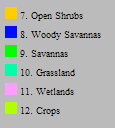 7. Open Shrubs
8. Woody Savannas
9. Savannas
10. Grassland
11. Wetlands
12. Crops